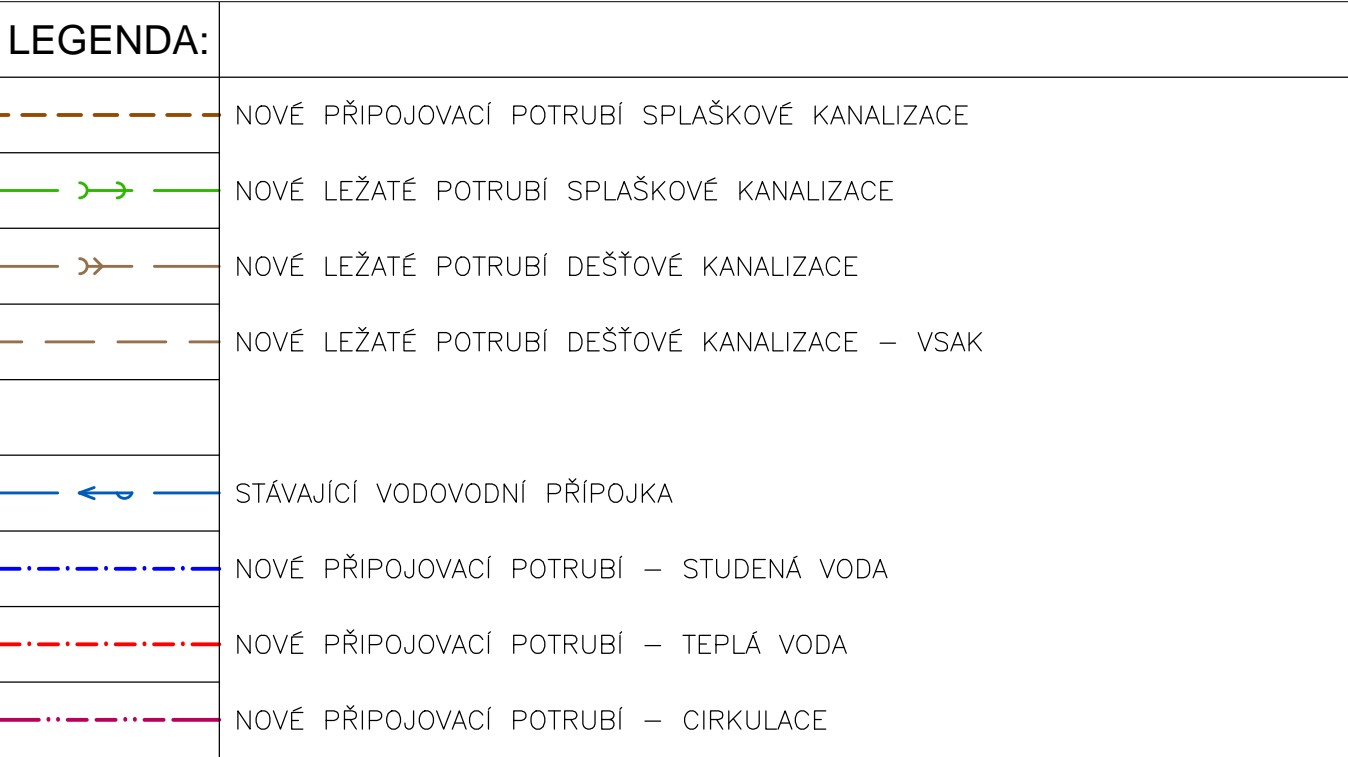 LEGENDA:
NOVÉ PŘIPOJOVACÍ POTRUBÍ SPLAŠKOVÉ KANALIZACE
NOVÉ LEŽATÉ POTRUBÍ SPLAŠKOVÉ KANALIZACE
NOVÉ LEŽATÉ POTRUBÍ DEŠŤOVÉ KANALIZACE
NOVÉ LEŽATÉ POTRUBÍ DEŠŤOVÉ KANALIZACE – VSAK
STÁVAJÍCÍ VODOVODNÍ PŘÍPOJKA
NOVÉ PŘIPOJOVACÍ POTRUBÍ – STUDENÁ VODA
NOVÉ PŘIPOJOVACÍ POTRUBÍ – TEPLÁ VODA
NOVÉ PŘIPOJOVACÍ POTRUBÍ – CIRKULACE